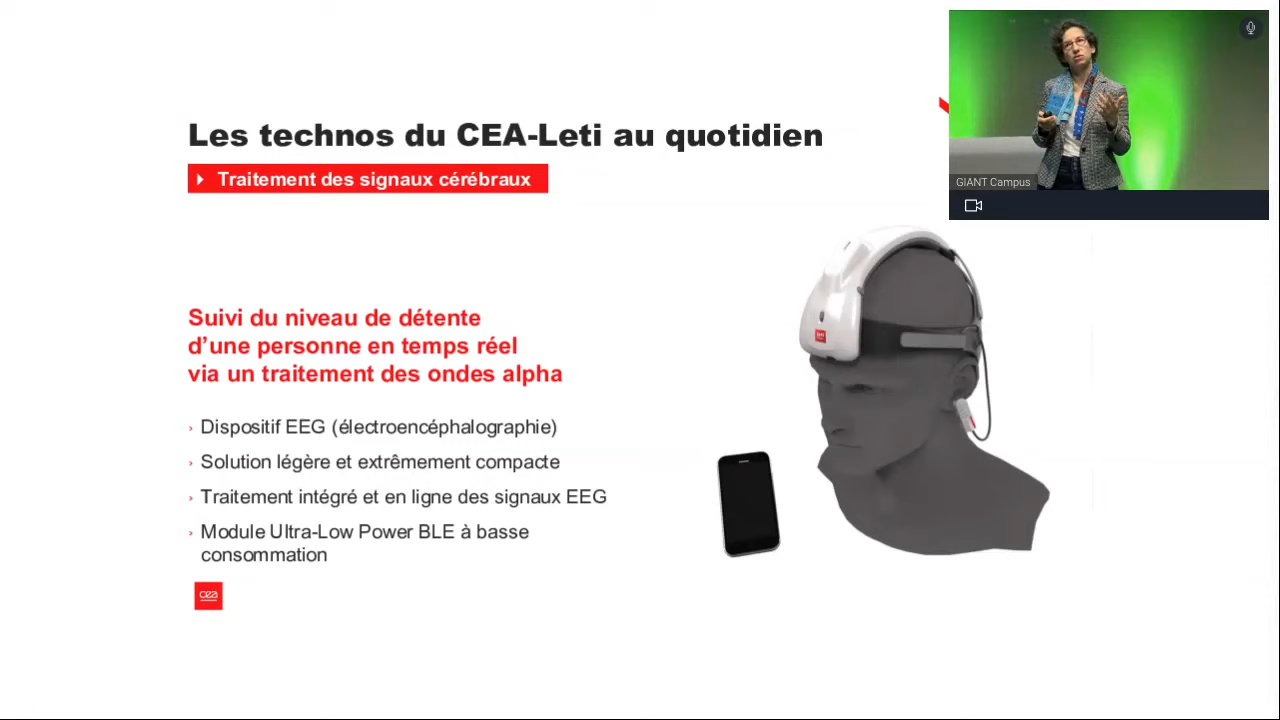 Les technos du CEA-Leti au quotidien
Traitement des signaux cérébraux
GIANT Campus
Suivi du niveau de détente
d’une personne en temps réel
via un traitement des ondes alpha
› Dispositif EEG (électroencéphalographie)
› Solution légère et extrêmement compacte
› Traitement intégré et en ligne des signaux EEG
› Module Ultra-Low Power BLE à basse
consommation
cea